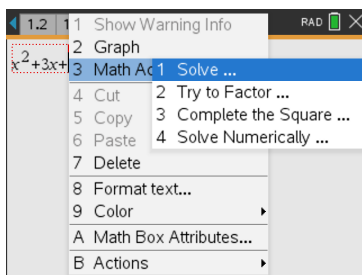 1.2 1 RAD
1 Show Warning Info
2 Graph
x²+3x+ 3 Math Ac 1 Solve ...
2 Try to Factor ...
3 Complete the Square ...
4 Solve Numerically ...
4 Cut
5 Copy
6 Paste
7 Delete
8 Format text...
9 Color
A Math Box Attributes...
B Actions